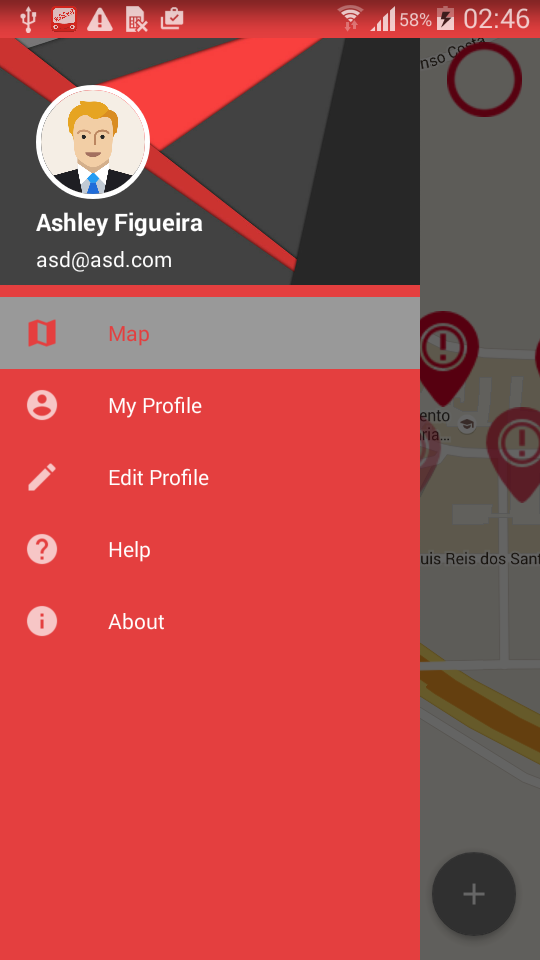 58% 02:46
nso Costa
Ashley Figueira
asd@asd.com
Map
My Profile
ento
ria...
Edit Profile
Help
uis Reis dos Sant
About